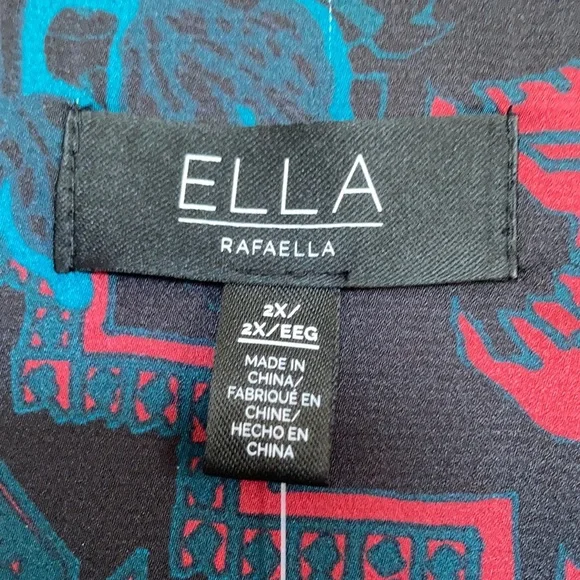 ELLA
RAFAELLA
2X/
2X/EEG
MADE IN
CHINA/
FABRIQUÉ EN
CHINE/
HECHO EN
CHINA